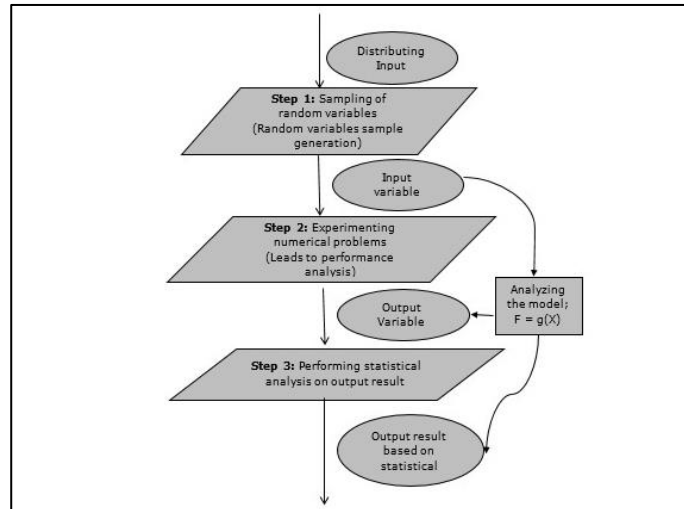 Distributing
Input
Step 1: Sampling of
random variables
(Random variables sample
generation)
Input
variable
Step 2: Experimenting
numerical problems
(Leads to performance
analysis)
Analyzing
the model;
F = g(X)
Output
Variable
Step 3: Performing statistical
analysis on output result
Output result
based on
statistical